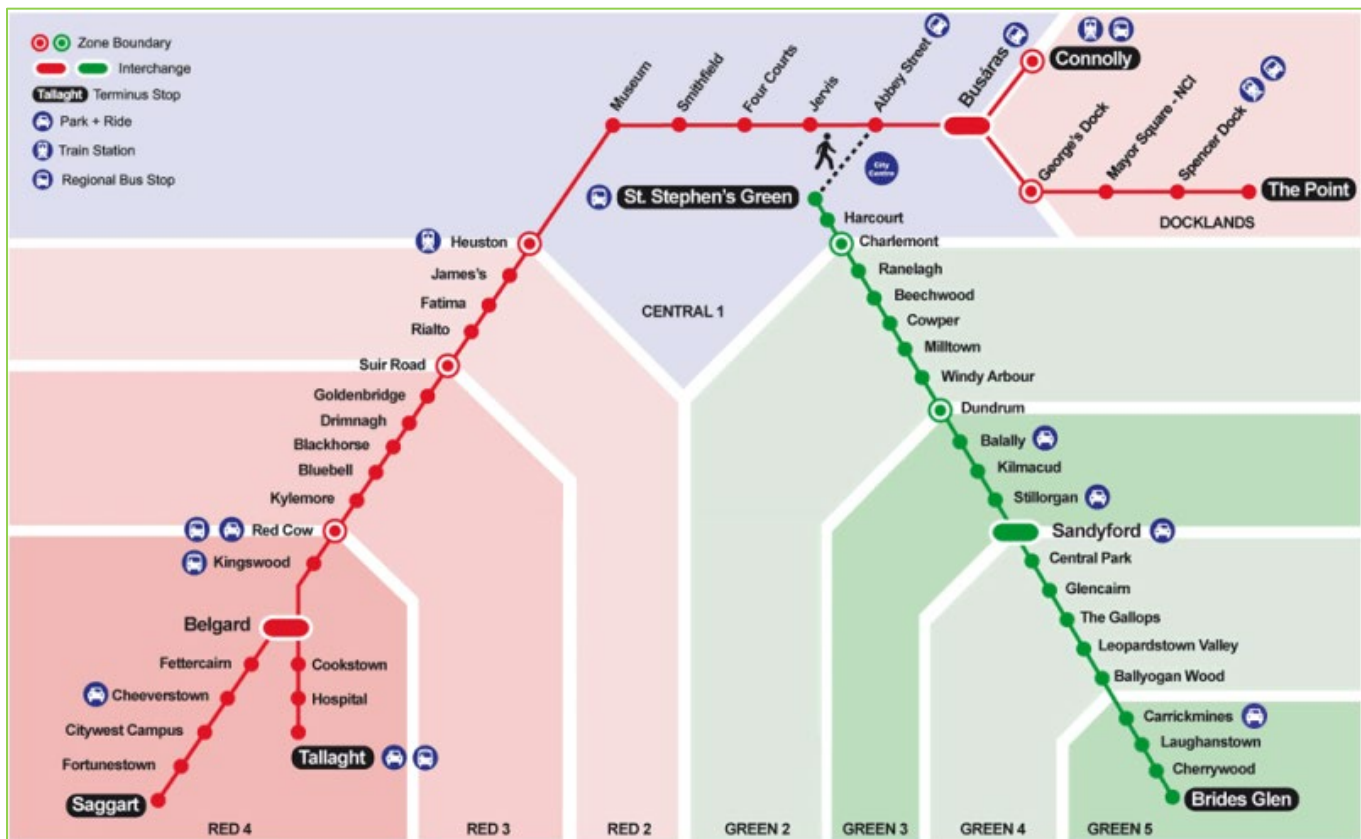 Zone Boundary
Interchange
Tallaght Terminus Stop
Park + Ride
Train Station
Regional Bus Stop
Museum
Smithfield
Four Courts
Jervis
Abbey Street
Busáras
Connolly
George's Dock
Mayor Square - NCI
Spencer Dock
The Point
DOCKLANDS
City
Centre
St. Stephen's Green
Harcourt
Charlemont
Ranelagh
Beechwood
Cowper
Milltown
Windy Arbour
Dundrum
Balally
Kilmacud
Stillorgan
Sandyford
Central Park
Glencairn
The Gallops
Leopardstown Valley
Ballyogan Wood
Carrickmines
Laughanstown
Cherrywood
Brides Glen
CENTRAL 1
Heuston
James's
Fatima
Rialto
Suir Road
Goldenbridge
Drimnagh
Blackhorse
Bluebell
Kylemore
Red Cow
Kingswood
Belgard
Fettercairn
Cheeverstown
Citywest Campus
Fortunestown
Saggart
Cookstown
Hospital
Tallaght
RED 4
RED 3
RED 2
GREEN 2
GREEN 3
GREEN 4
GREEN 5